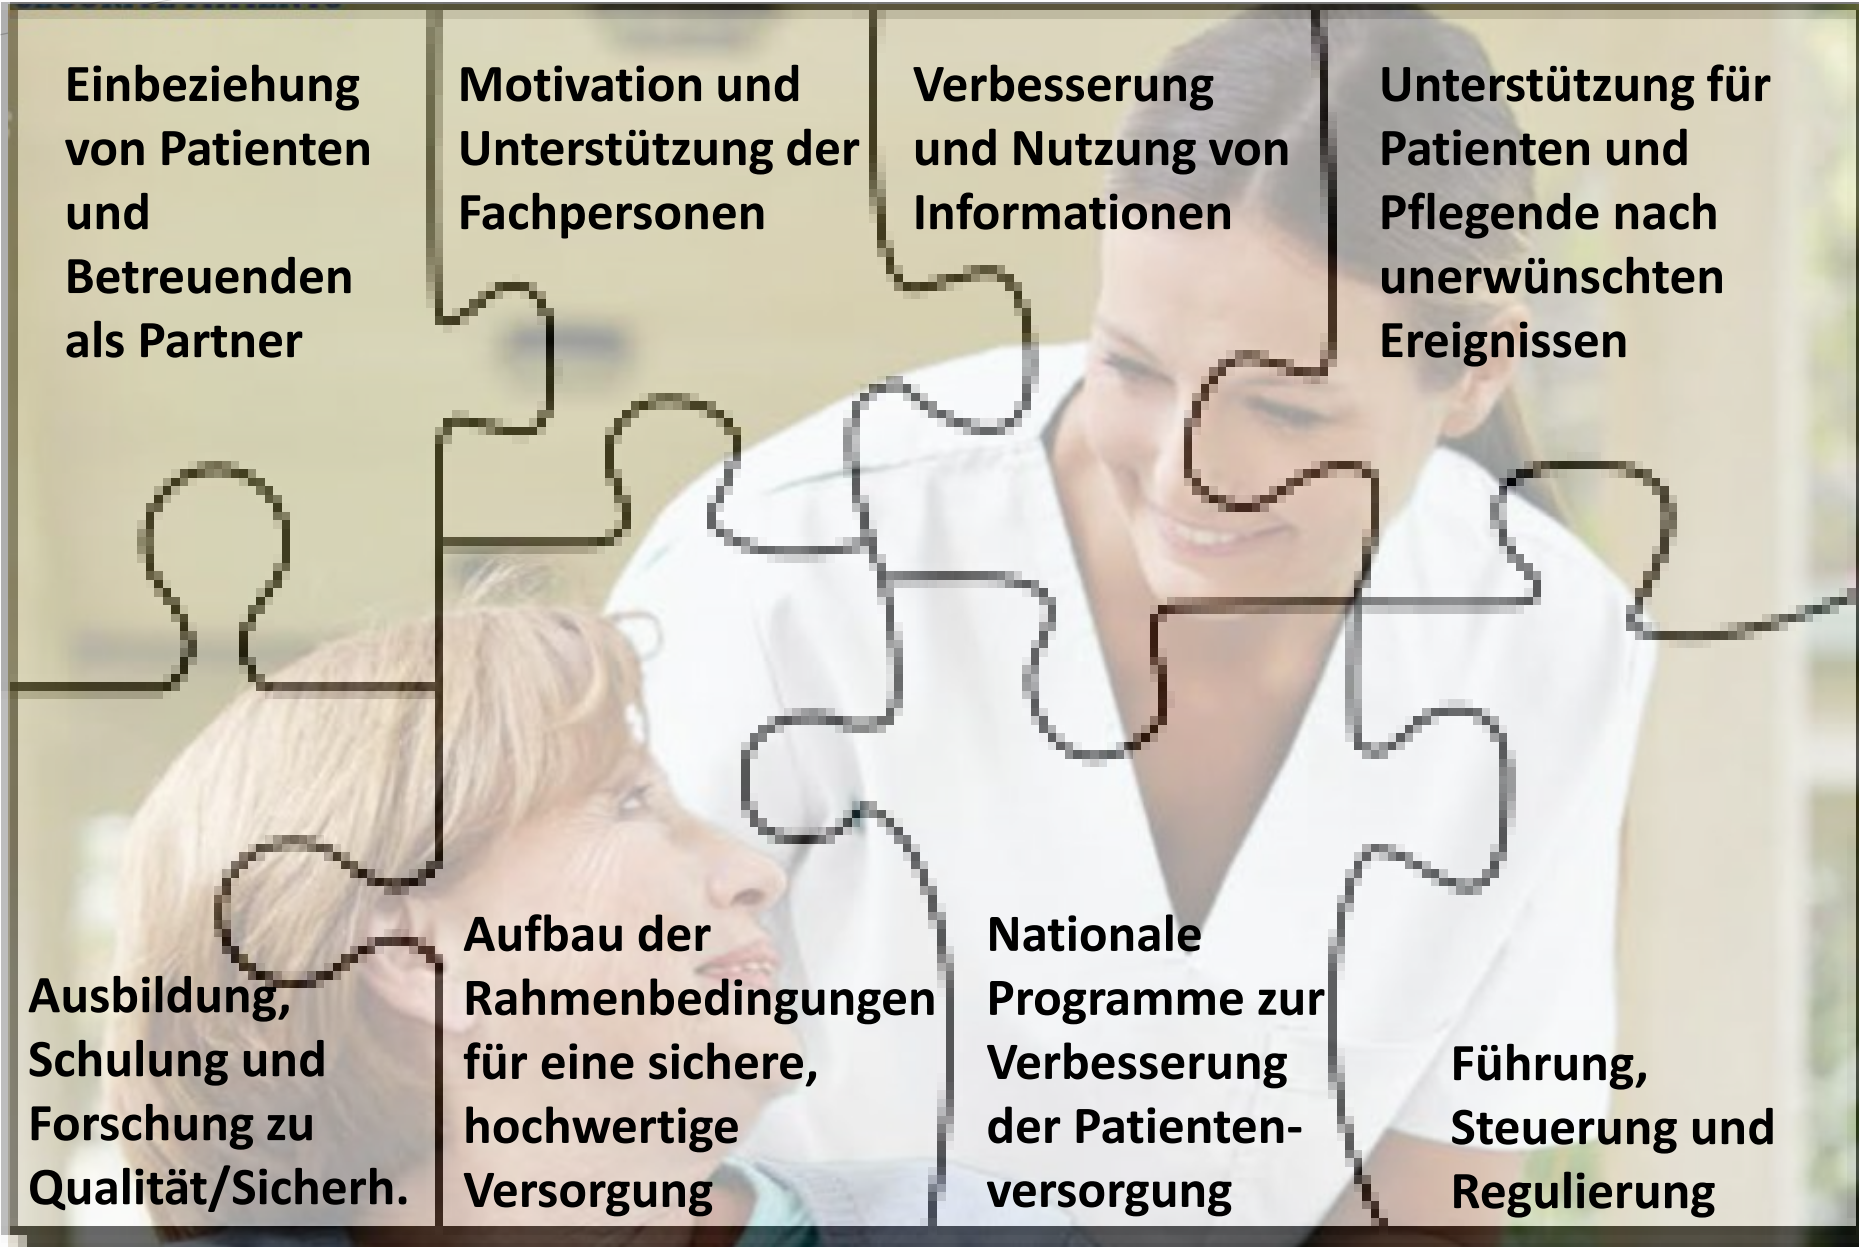 Einbeziehung
von Patienten
und
Betreuenden
als Partner
Motivation und
Unterstützung der
Fachpersonen
Verbesserung
und Nutzung von
Informationen
Unterstützung für
Patienten und
Pflegende nach
unerwünschten
Ereignissen
Ausbildung,
Schulung und
Forschung zu
Qualität/Sicherh.
Aufbau der
Rahmenbedingungen
für eine sichere,
hochwertige
Versorgung
Nationale
Programme zur
Verbesserung
der Patienten-
versorgung
Führung,
Steuerung und
Regulierung